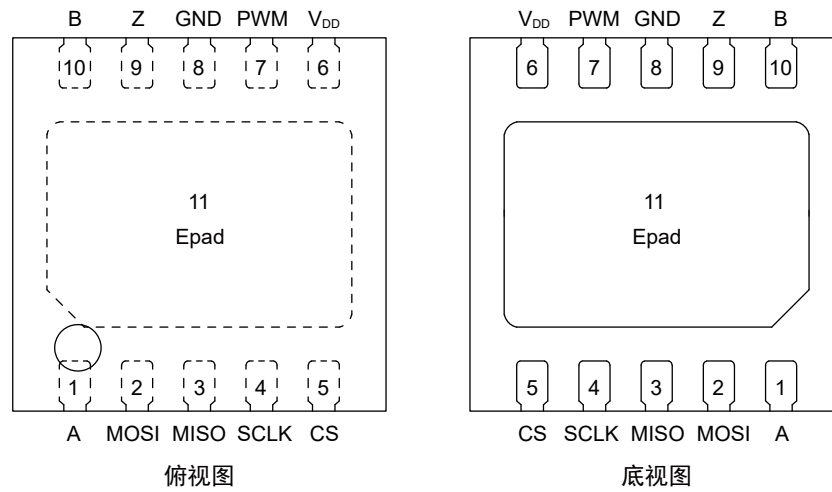 B Z GND PWM VDD
10 9 8 7 6
11
Epad
1 2 3 4 5
A MOSI MISO SCLK CS
俯视图
VDD PWM GND Z B
6 7 8 9 10
11
Epad
5 4 3 2 1
CS SCLK MISO MOSI A
底视图